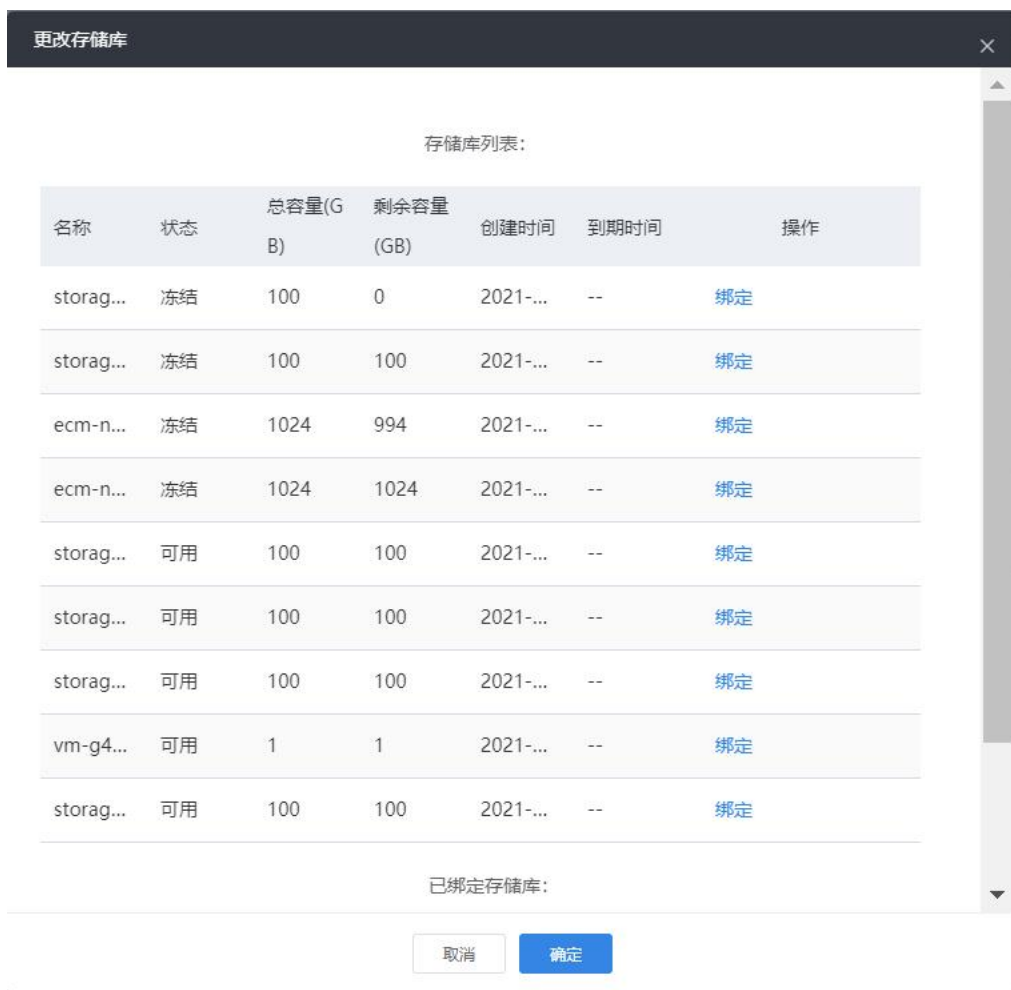 更改存储库
存储库列表：
名称 状态 总容量(G 剩余容量 创建时间 到期时间 操作
B) (GB)
storag... 冻结 100 0 2021-... -- 绑定
storag... 冻结 100 100 2021-... -- 绑定
ecm-n... 冻结 1024 994 2021-... -- 绑定
ecm-n... 冻结 1024 1024 2021-... -- 绑定
storag... 可用 100 100 2021-... -- 绑定
storag... 可用 100 100 2021-... -- 绑定
storag... 可用 100 100 2021-... -- 绑定
vm-g4... 可用 1 1 2021-... -- 绑定
storag... 可用 100 100 2021-... -- 绑定
已绑定存储库：
取消 确定